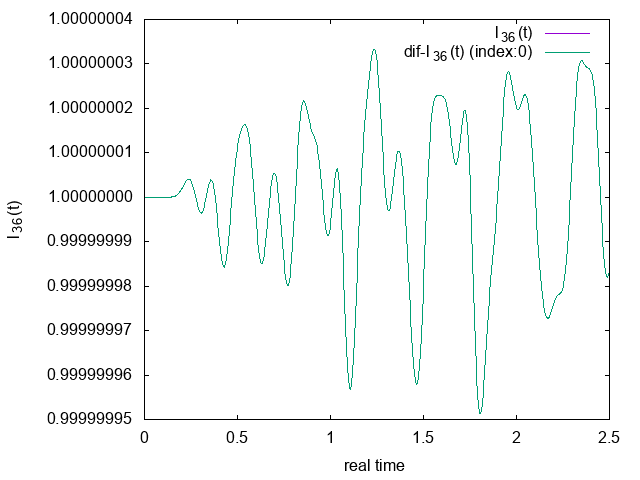 1.00000004
1.00000003
1.00000002
1.00000001
1.00000000
0.99999999
0.99999998
0.99999997
0.99999996
0.99999995
0 0.5 1 1.5 2 2.5
I36(t)
real time
I36(t)
dif-I36(t) (index:0)